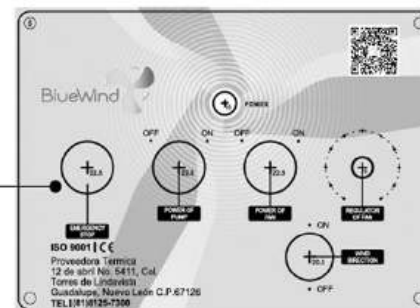 BlueWind
POWER
OFF ON OFF ON
22.5 22.5 22.5
EMERGENCY
STOP
POWER OF
PUMP
POWER OF
FAN
REGULATOR
OF FAN
ISO 9001 | CE
Proveedora Termica
12 de abril No. 5411, Col.
Torres de Lindavista
Guadalupe, Nuevo León C.P.67126
TEL|(81)8125-7300
ON
WIND
DIRECTION
OFF